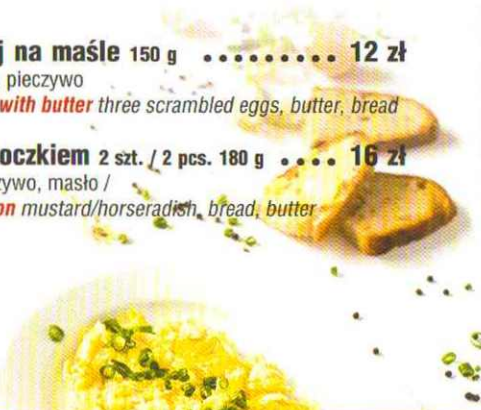 na maśle 150 g ......... 12 zł
pieczywo
with butter three scrambled eggs, butter, bread
oczkiem 2 szt. / 2 pcs. 180 g .... 16 zł
zywo, masło /
on mustard/horseradish, bread, butter